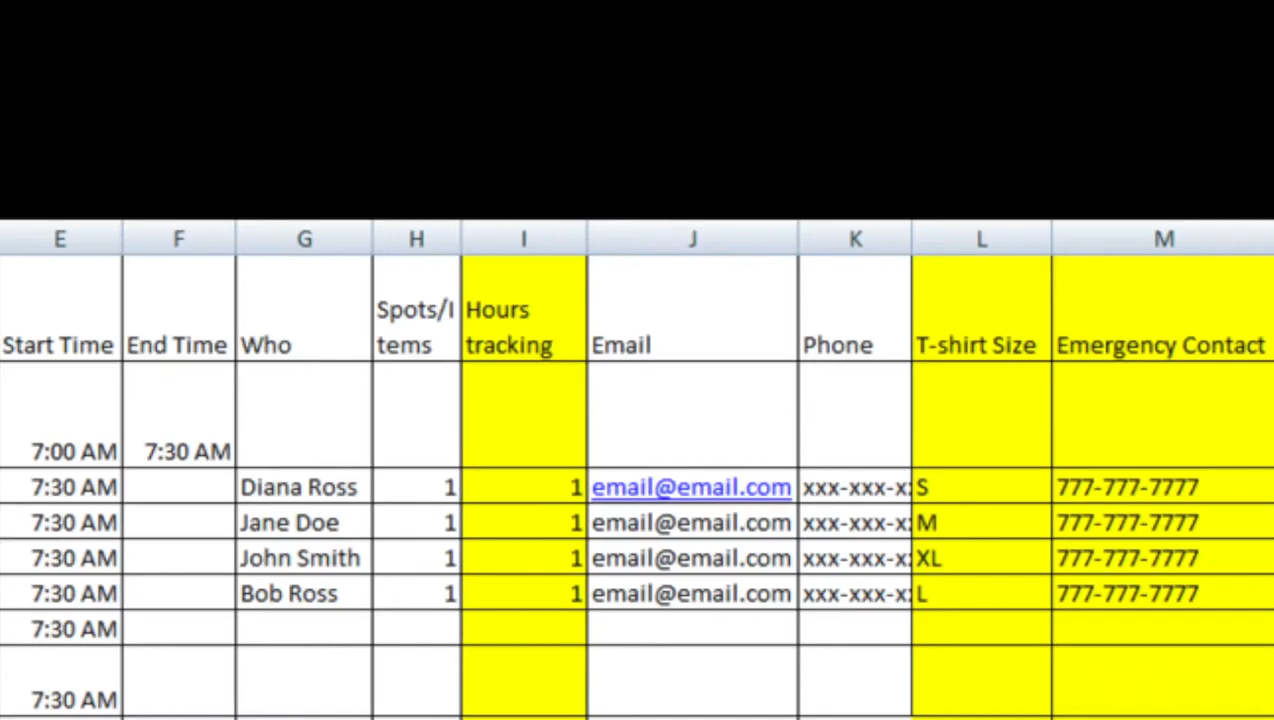 E F G H I J K L M
Spots/I Hours
Start Time End Time Who tems tracking Email Phone T-shirt Size Emergency Contact
7:00 AM 7:30 AM
7:30 AM Diana Ross 1 1 email@email.com xxx-xxx-x S 777-777-7777
7:30 AM Jane Doe 1 1 email@email.com xxx-xxx-x M 777-777-7777
7:30 AM John Smith 1 1 email@email.com xxx-xxx-x XL 777-777-7777
7:30 AM Bob Ross 1 1 email@email.com xxx-xxx-x L 777-777-7777
7:30 AM
7:30 AM